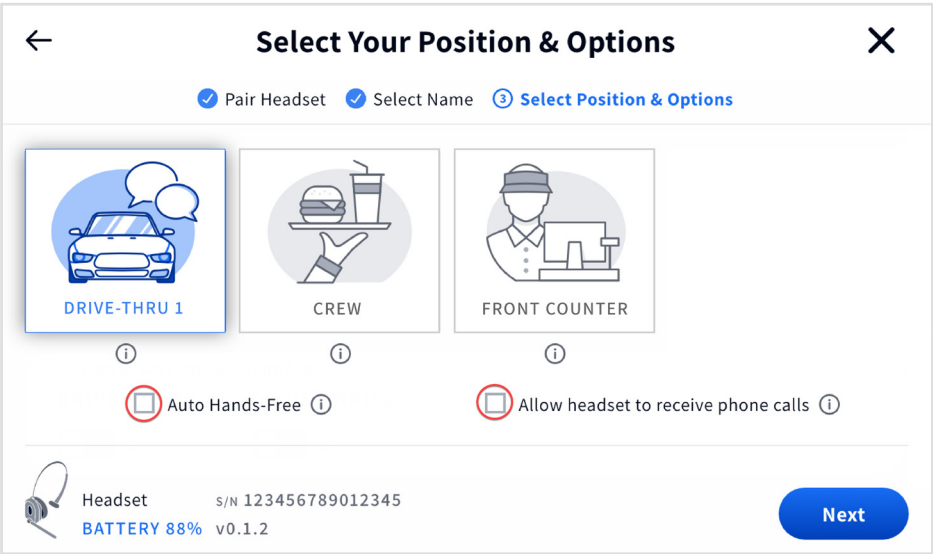 Select Your Position & Options
Pair Headset Select Name 3 Select Position & Options
DRIVE-THRU 1 CREW FRONT COUNTER
Auto Hands-Free Allow headset to receive phone calls
Headset S/N 123456789012345
BATTERY 88% v0.1.2
Next